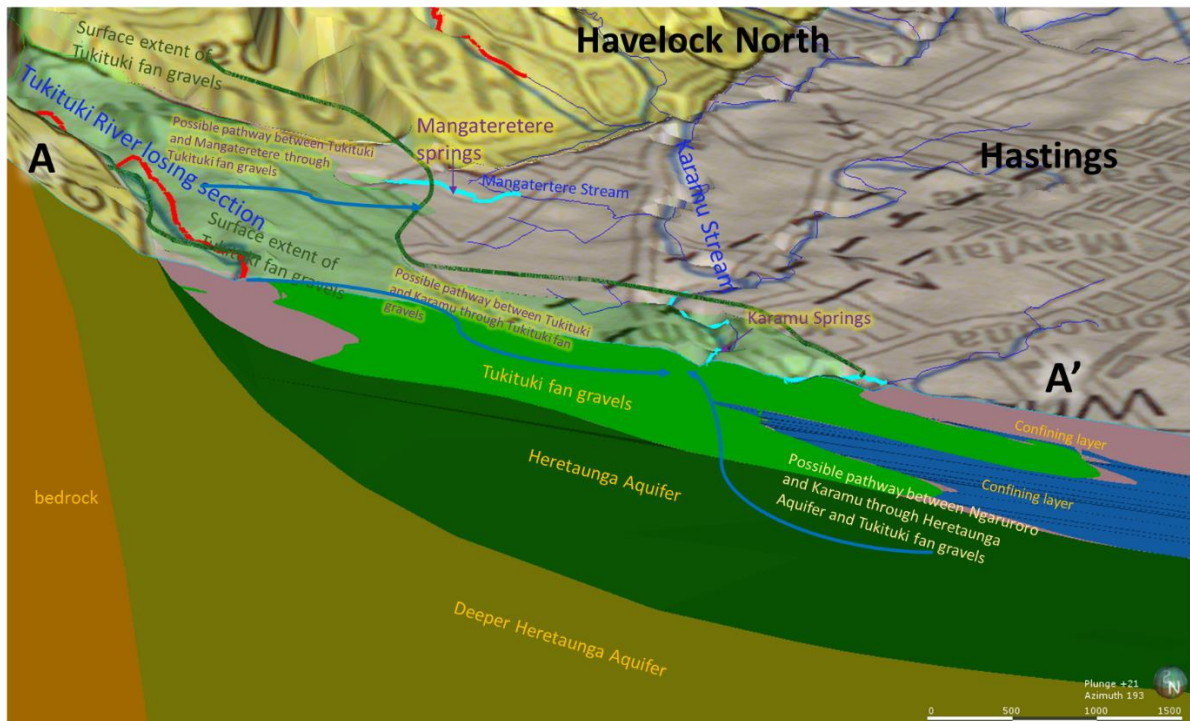 Havelock North
Surface extent of
Tukituki fan gravels
Tukituki River losing section
Possible pathway between Tukituki
and Mangateretere through
Tukituki fan gravels
Mangateretere
springs
Mangatertere Stream
Hastings
A
Karamu Stream
Surface extent of
Tukituki fan gravels
Possible pathway between Tukituki
and Karamu through Tukituki fan
gravels
Karamu Springs
A’
Tukituki fan gravels
Confining layer
Confining layer
Heretaunga Aquifer
Possible pathway between Ngaruroro
and Karamu through Heretaunga
Aquifer and Tukituki fan gravels
bedrock
Deeper Heretaunga Aquifer
Plunge +21
Azimuth 193
N
0 500 1000 1500